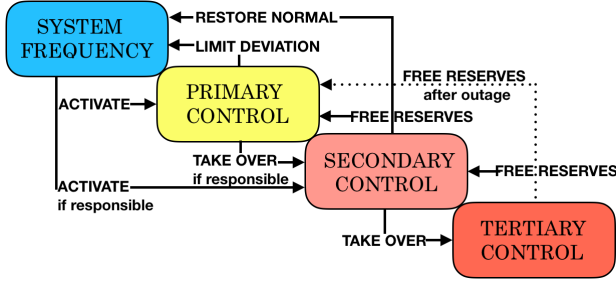 SYSTEM
FREQUENCY
RESTORE NORMAL
LIMIT DEVIATION
ACTIVATE
PRIMARY
CONTROL
FREE RESERVES
after outage
FREE RESERVES
TAKE OVER
if responsible
SECONDARY
CONTROL
FREE RESERVES
ACTIVATE
if responsible
TAKE OVER
TERTIARY
CONTROL